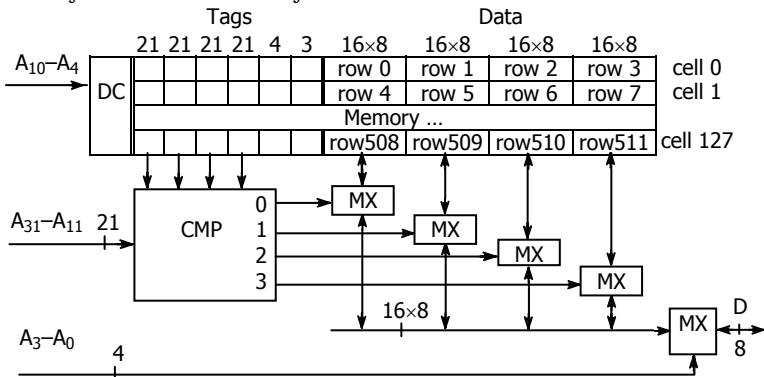 Tags Data
21 21 21 21 4 3 16×8 16×8 16×8 16×8
A10–A4 DC row 0 row 1 row 2 row 3 cell 0
row 4 row 5 row 6 row 7 cell 1
Memory ...
row508 row509 row510 row511 cell 127
0 MX
A31–A11 21 CMP 1 MX
2 MX
3 MX
16×8 MX D
8
A3–A0 4